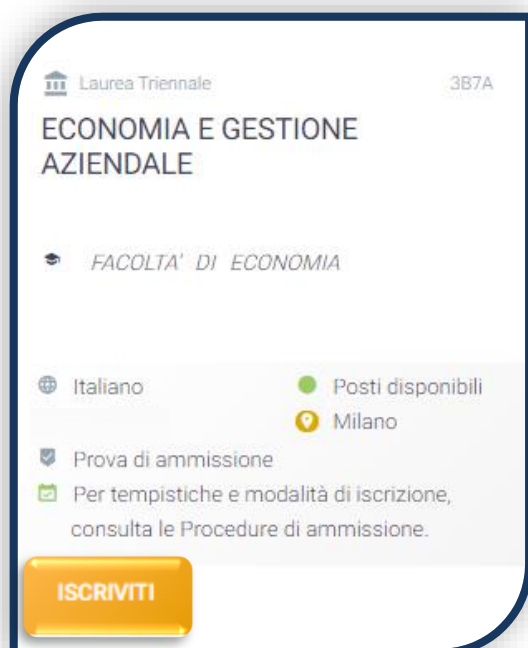 Laurea Triennale 3B7A
ECONOMIA E GESTIONE
AZIENDALE
FACOLTA' DI ECONOMIA
Italiano Posti disponibili
Milano
Prova di ammissione
Per tempistiche e modalità di iscrizione,
consulta le Procedure di ammissione.
ISCRIVITI